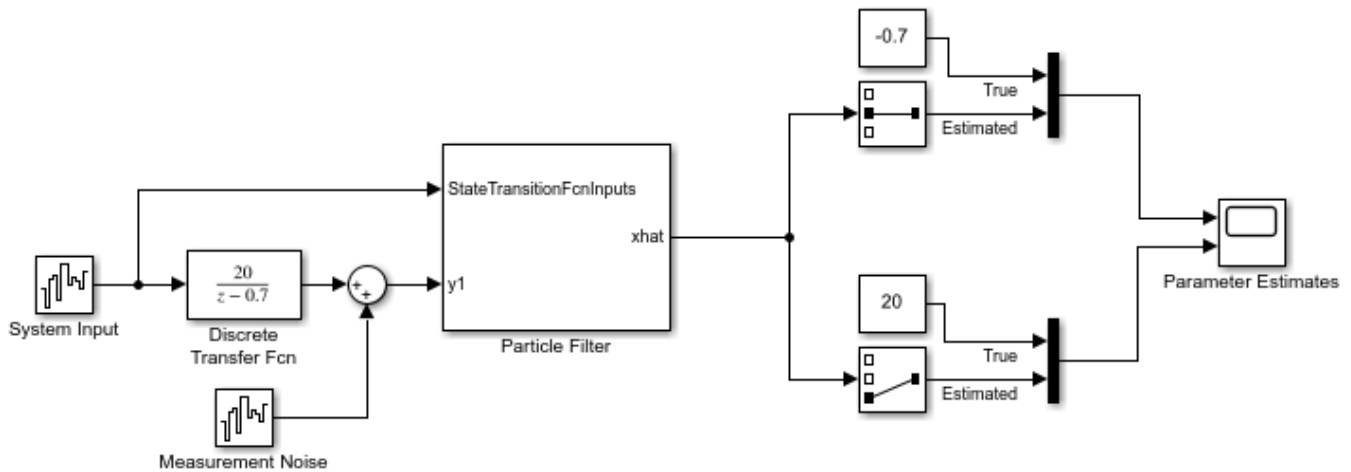 -0.7
True
Estimated
StateTransitionFcnInputs
xhat
y1
Particle Filter
System Input
20
z − 0.7
Discrete
Transfer Fcn
+
+
Measurement Noise
20
True
Estimated
Parameter Estimates